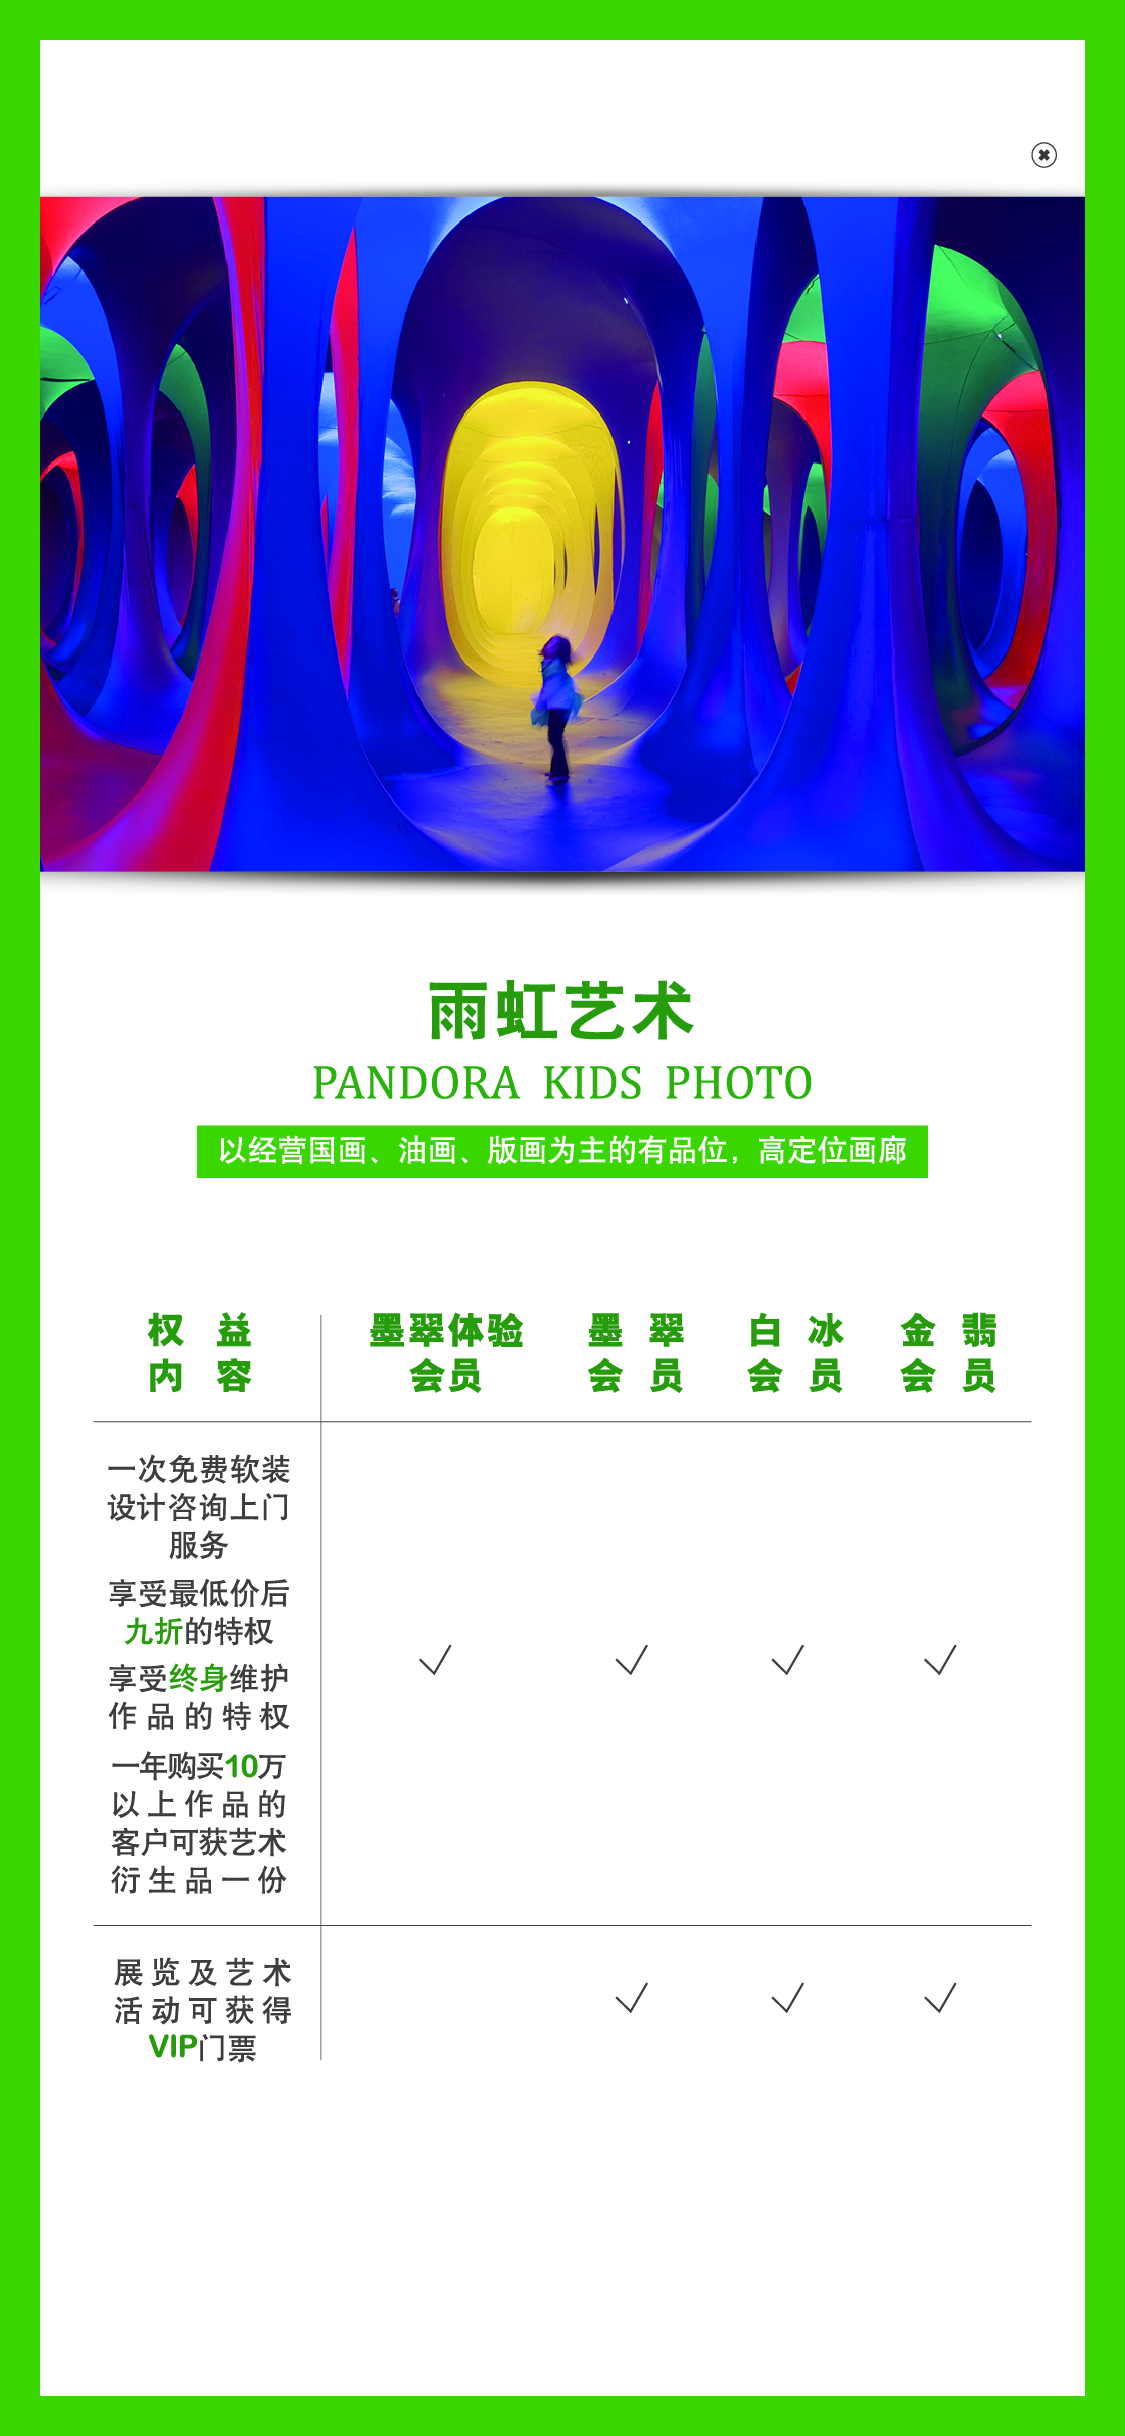 雨虹艺术
PANDORA KIDS PHOTO
以经营国画、油画、版画为主的有品位，高定位画廊
权益 墨翠体验 墨翠 白冰 金翡
内容 会员 会员 会员 会员
一次免费软装
设计咨询上门
服务
享受最低价后
九折的特权
享受终身维护
作品的特权
一年购买10万
以上作品的
客户可获艺术
衍生品一份
展览及艺术
活动可获得
VIP门票